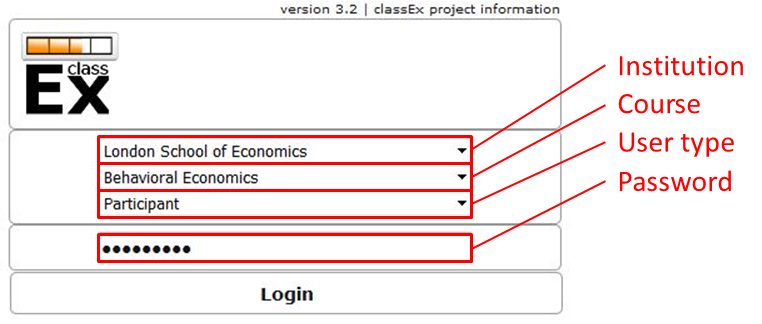 version 3.2 | classEx project information
class
Ex
London School of Economics
Behavioral Economics
Participant
●●●●●●●●●
Login
Institution
Course
User type
Password